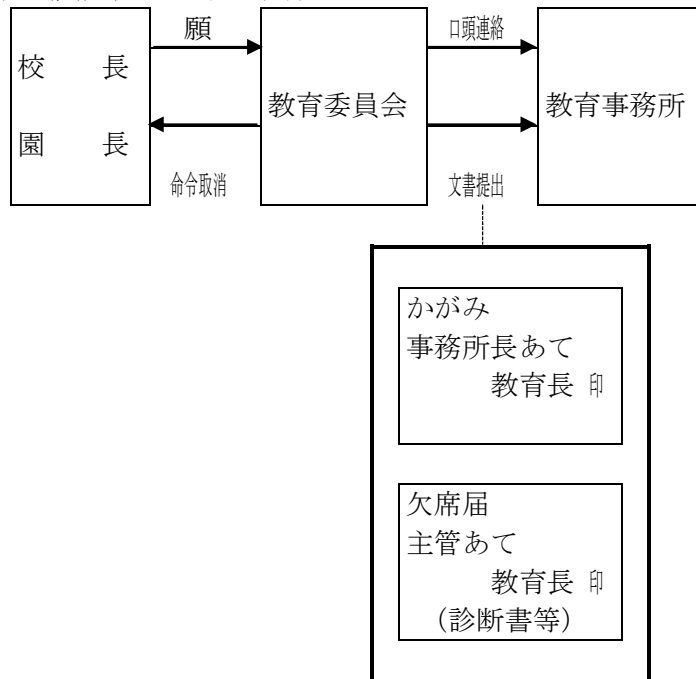 願
口頭連絡
校　　長
園　　長
教育委員会
教育事務所
命令取消
文書提出
かがみ
事務所長あて
教育長 印
欠席届
主管あて
教育長 印
（診断書等）